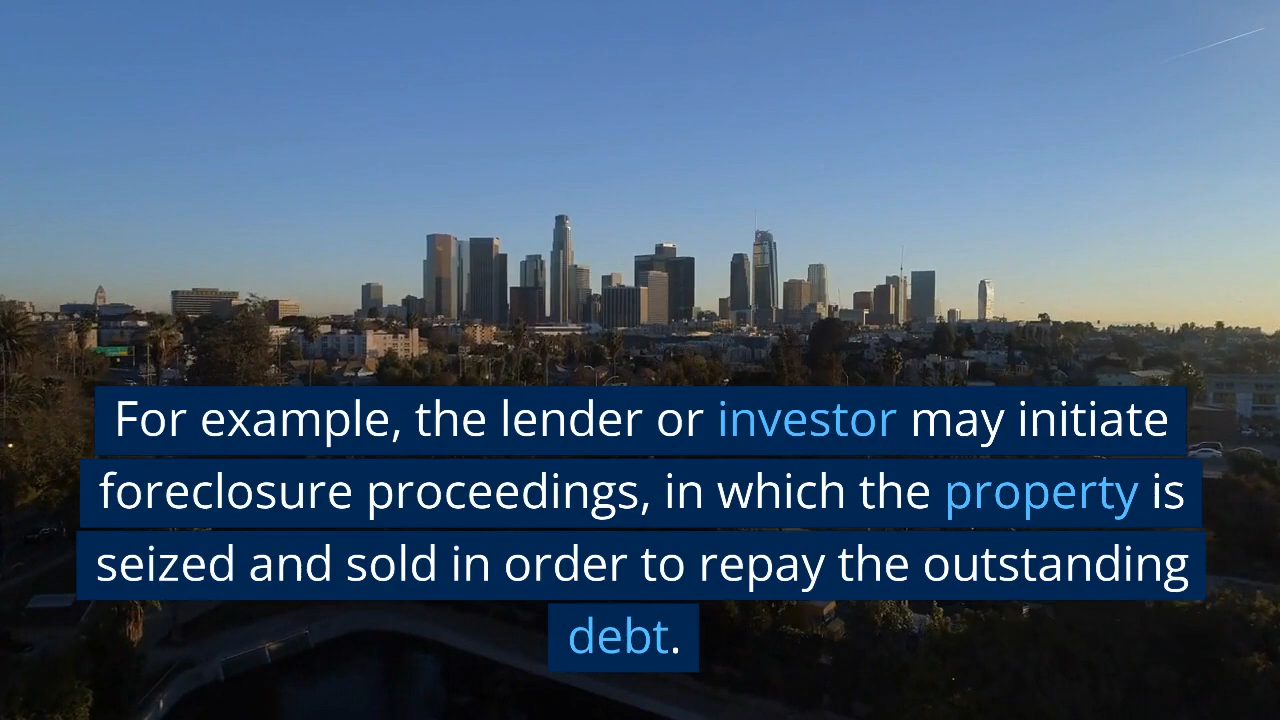 For example, the lender or investor may initiate
foreclosure proceedings, in which the property is
seized and sold in order to repay the outstanding
debt.